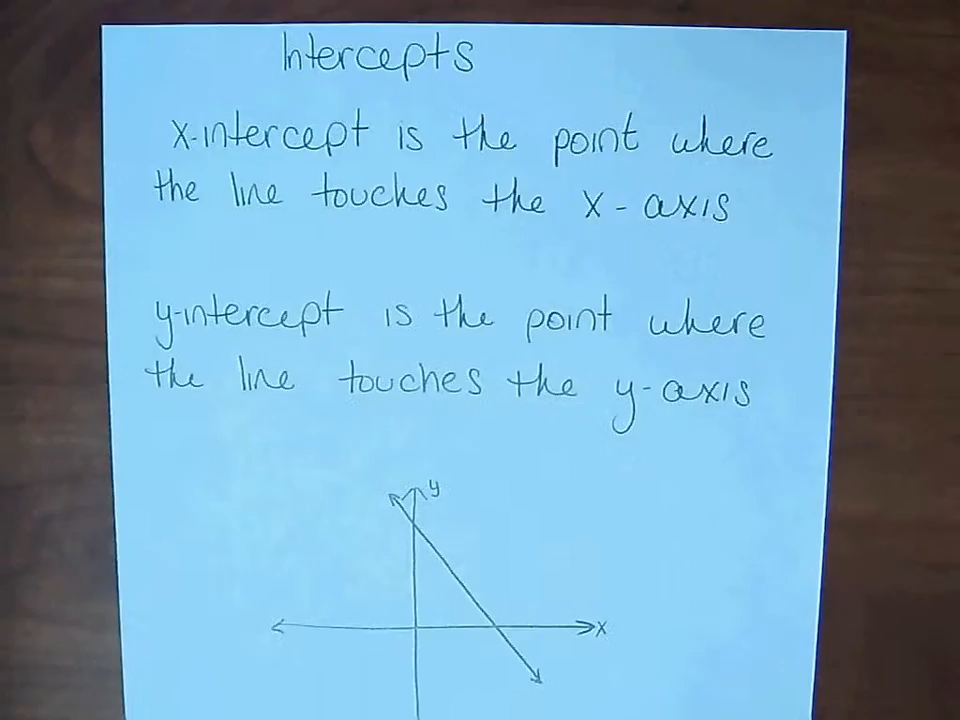 Intercepts
x-intercept is the point where
the line touches the x-axis
y-intercept is the point where
the line touches the y-axis
y
x